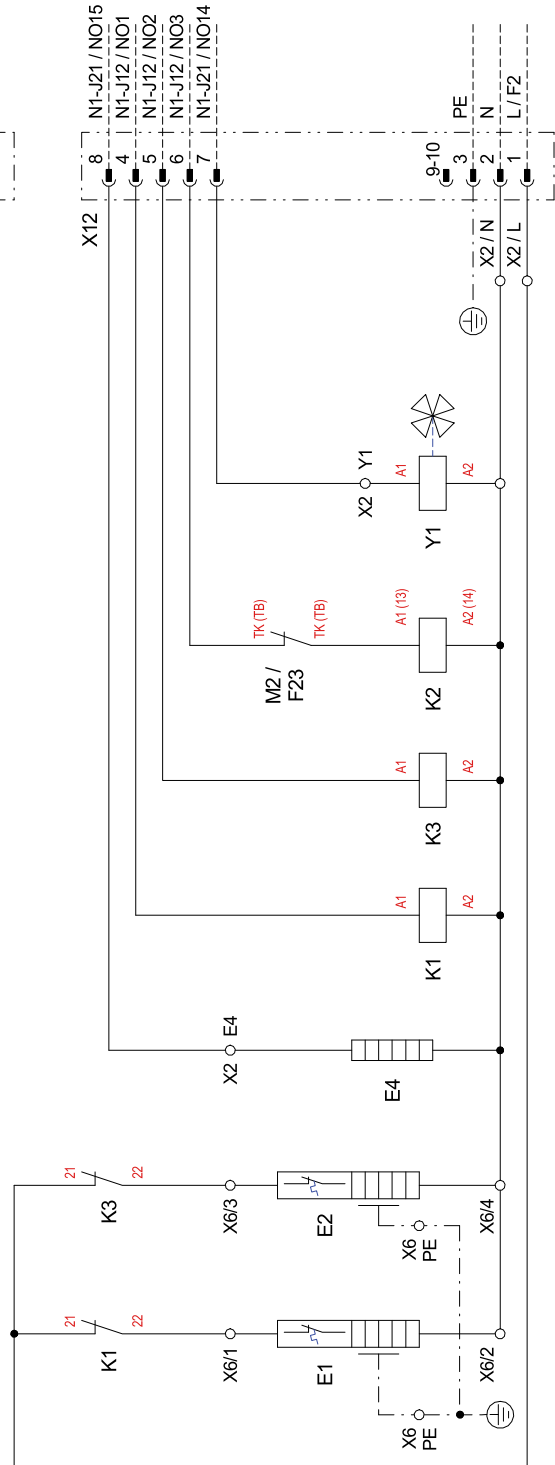 N1-J21 / NO15
N1-J12 / NO1
N1-J12 / NO2
N1-J12 / NO3
N1-J21 / NO14
PE
N
L / F2
8
4
5
6
7
9-10
3
2
1
X12
X2 / N
X2 / L
X2
Y1
A1
A2
Y1
TK (TB)
TK (TB)
M2 /
F23
A1 (13)
A2 (14)
K2
A1
A2
K3
A1
A2
K1
X2
E4
E4
21
22
K3
X6/3
E2
X6
PE
X6/4
21
22
K1
X6/1
E1
X6
PE
X6/2